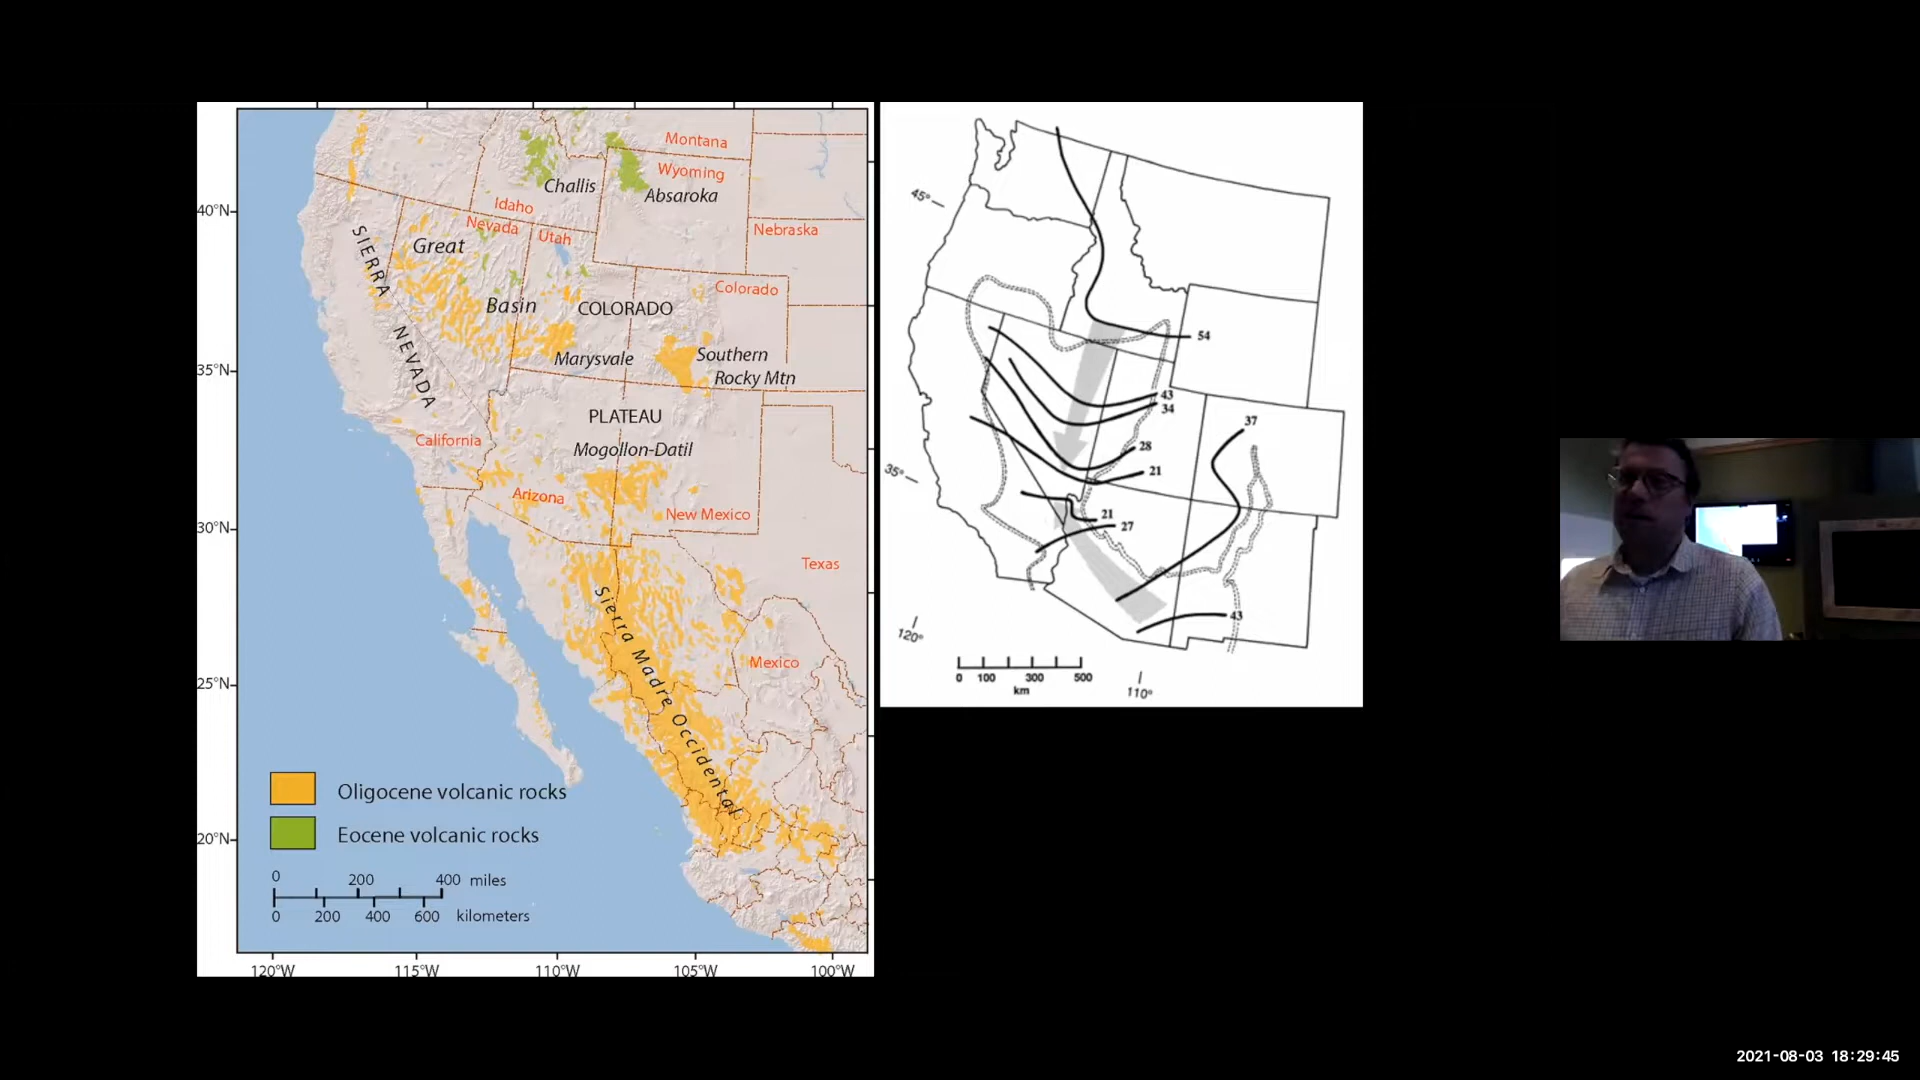 Montana
Wyoming
Challis
Absaroka
Idaho
40°N
Nevada
Utah
Nebraska
SIERRA
Great
Colorado
Basin
COLORADO
NEVADA
Marysvale
Southern
Rocky Mtn
35°N
PLATEAU
California
Mogollon-Datil
Arizona
New Mexico
30°N
Texas
Sierra Madre Occidental
Mexico
25°N
Oligocene volcanic rocks
Eocene volcanic rocks
20°N
0 200 400 miles
0 200 400 600 kilometers
120°W 115°W 110°W 105°W 100°W
45°
54
43
34
37
28
21
35°
21
27
43
120°
0 100 300 500
km
110°
2021-08-03 18:29:45